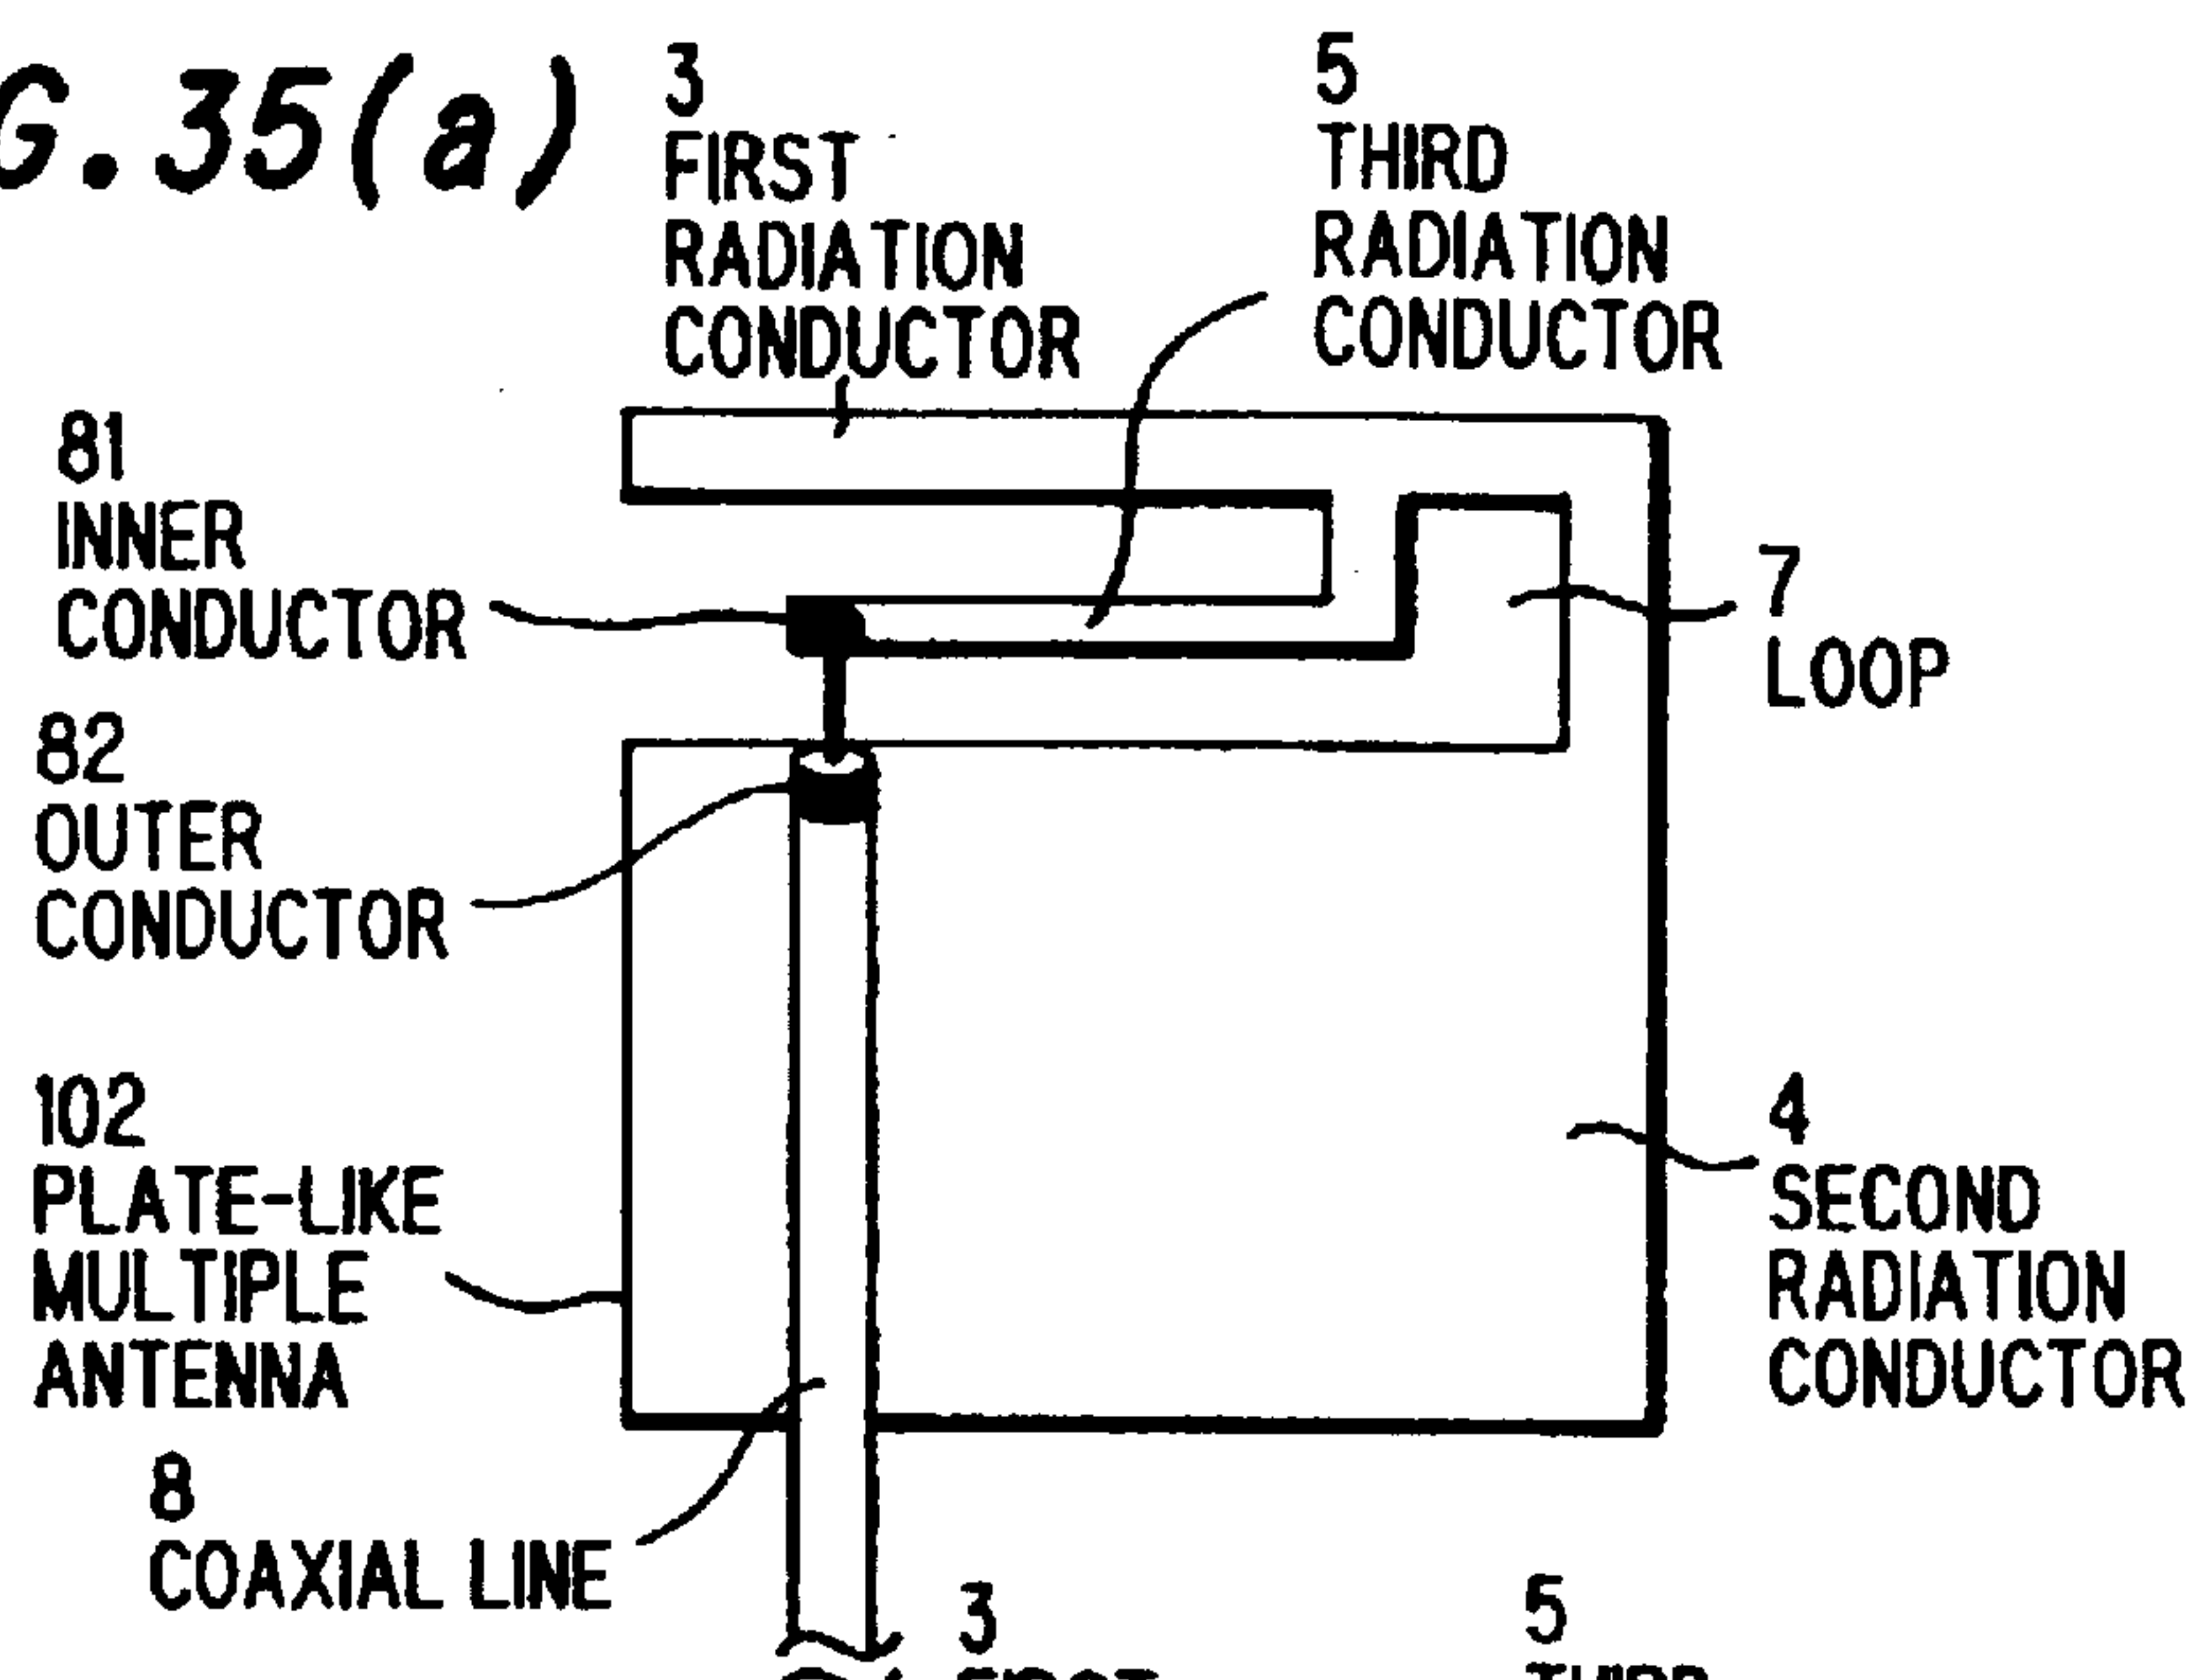 G.35(a)
3
FIRST
RADIATION
CONDUCTOR
5
THIRD
RADIATION
CONDUCTOR
81
INNER
CONDUCTOR
7
LOOP
82
OUTER
CONDUCTOR
102
PLATE-LIKE
MULTIPLE
ANTENNA
4
SECOND
RADIATION
CONDUCTOR
8
COAXIAL LINE
3
5